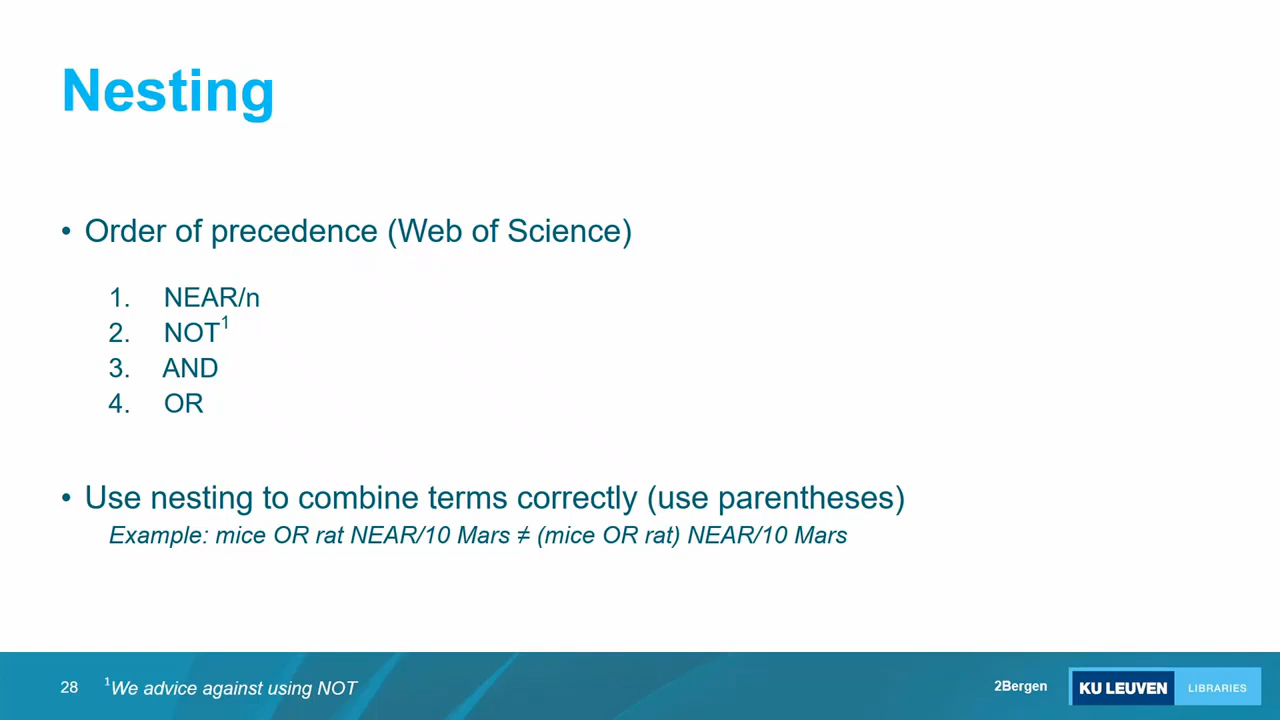 Nesting
• Order of precedence (Web of Science)
1. NEAR/n
2. NOT¹
3. AND
4. OR
• Use nesting to combine terms correctly (use parentheses)
Example: mice OR rat NEAR/10 Mars ≠ (mice OR rat) NEAR/10 Mars
28 ¹We advice against using NOT 2Bergen KU LEUVEN LIBRARIES